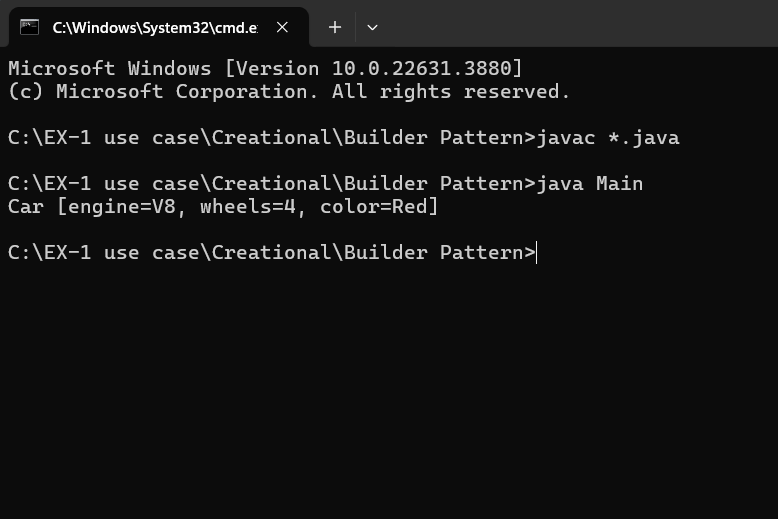 C:\Windows\System32\cmd.e
Microsoft Windows [Version 10.0.22631.3880]
(c) Microsoft Corporation. All rights reserved.
C:\EX-1 use case\Creational\Builder Pattern>javac *.java
C:\EX-1 use case\Creational\Builder Pattern>java Main
Car [engine=V8, wheels=4, color=Red]
C:\EX-1 use case\Creational\Builder Pattern>